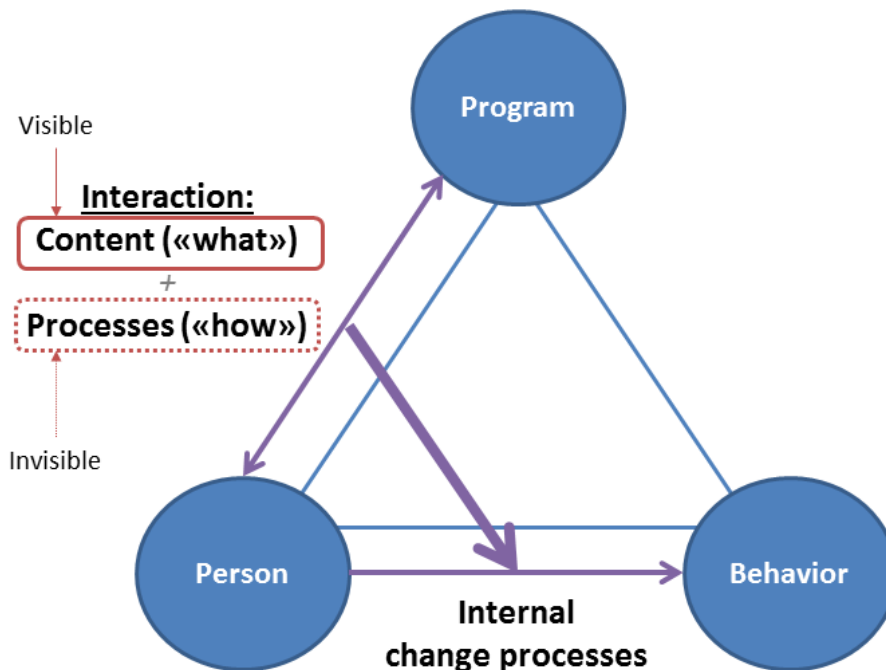 Program
Visible
Interaction:
Content («what»)
+
Processes («how»)
Invisible
Person
Behavior
Internal
change processes